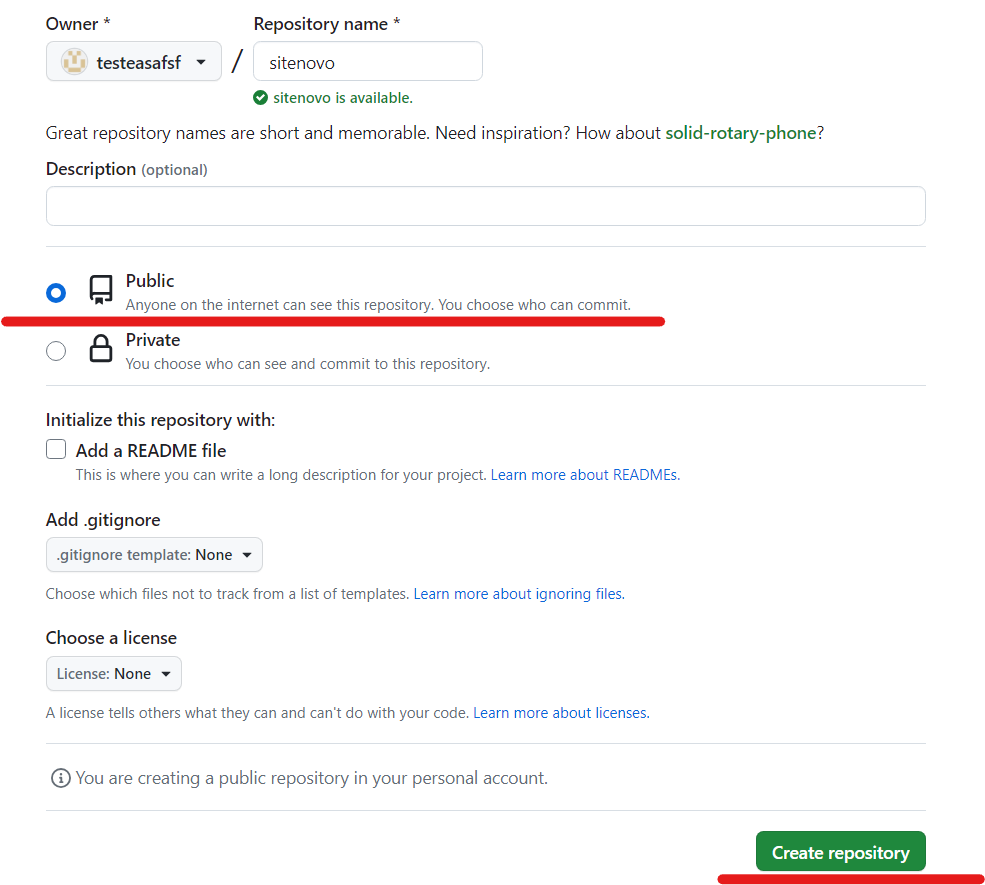 Owner * Repository name *
testeasafsf / sitenovo
sitenovo is available.
Great repository names are short and memorable. Need inspiration? How about solid-rotary-phone?
Description (optional)
Public
Anyone on the internet can see this repository. You choose who can commit.
Private
You choose who can see and commit to this repository.
Initialize this repository with:
Add a README file
This is where you can write a long description for your project. Learn more about READMEs.
Add .gitignore
.gitignore template: None
Choose which files not to track from a list of templates. Learn more about ignoring files.
Choose a license
License: None
A license tells others what they can and can't do with your code. Learn more about licenses.
You are creating a public repository in your personal account.
Create repository